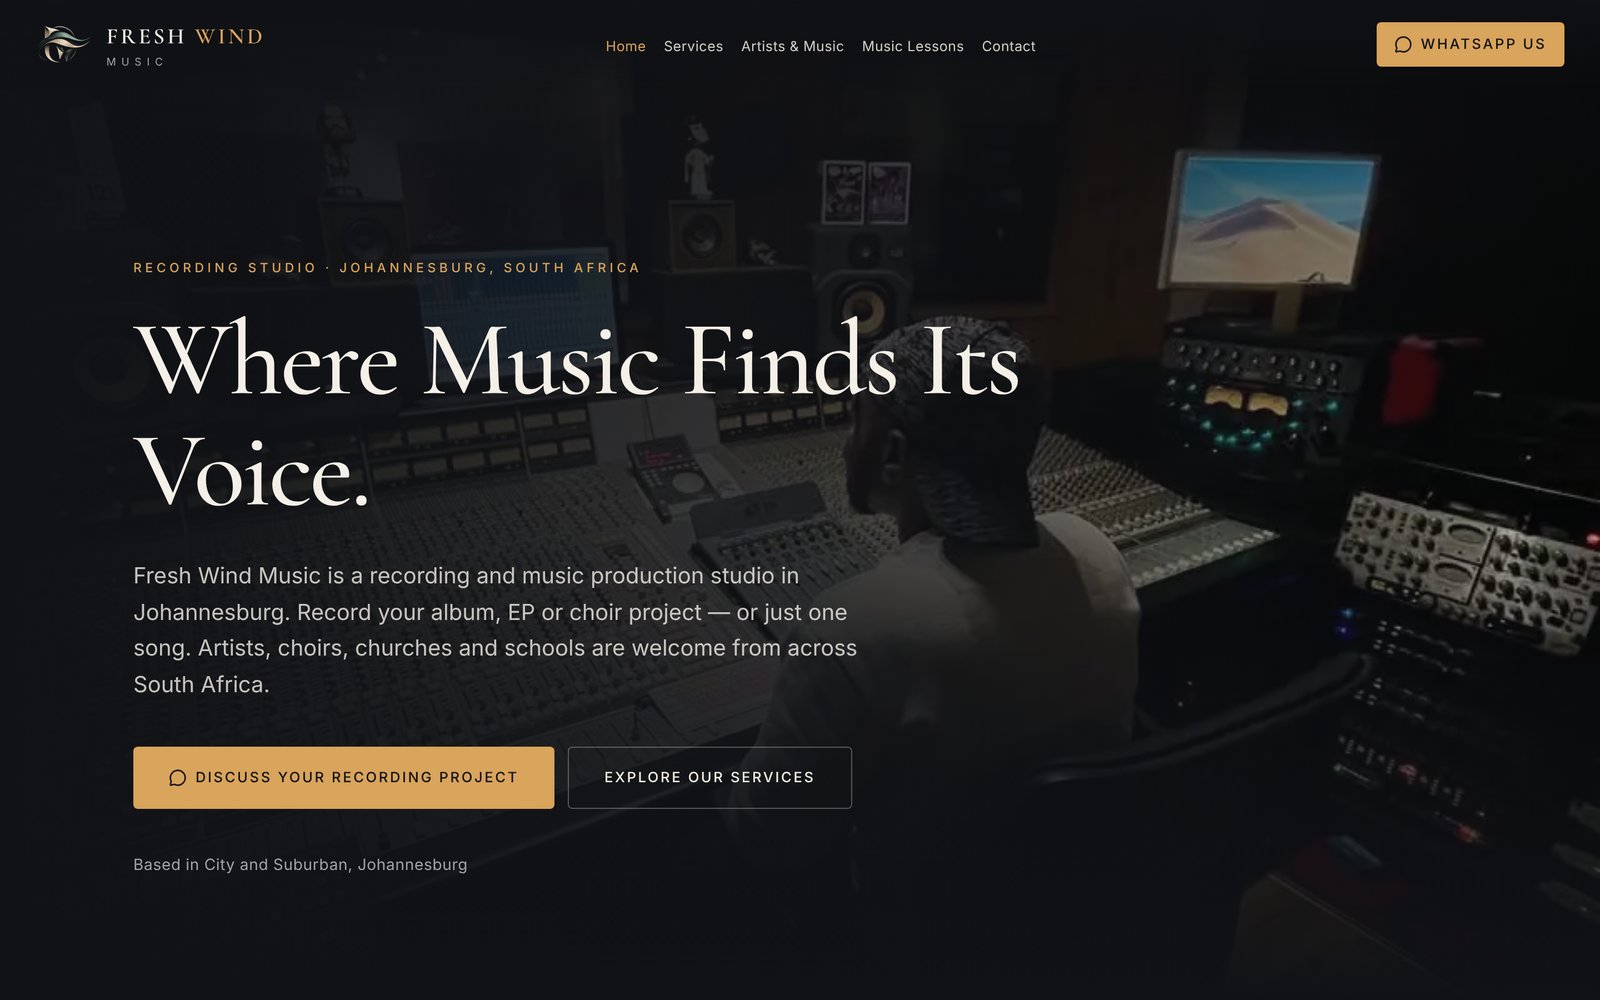 FRESH WIND
MUSIC
Home Services Artists & Music Music Lessons Contact
WHATSAPP US
RECORDING STUDIO · JOHANNESBURG, SOUTH AFRICA
Where Music Finds Its
Voice.
Fresh Wind Music is a recording and music production studio in
Johannesburg. Record your album, EP or choir project — or just one
song. Artists, choirs, churches and schools are welcome from across
South Africa.
DISCUSS YOUR RECORDING PROJECT
EXPLORE OUR SERVICES
Based in City and Suburban, Johannesburg